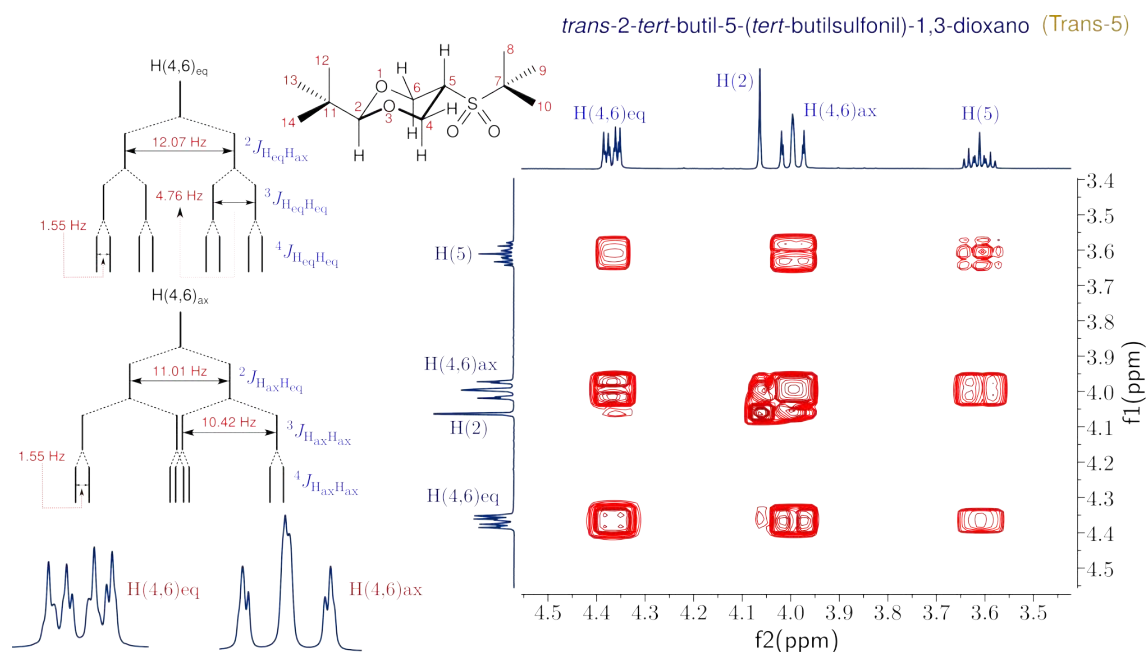 trans-2-tert-butil-5-(tert-butilsulfonil)-1,3-dioxano (Trans-5)
H(4,6)eq
12.07 Hz
²J_HeqHax
4.76 Hz
³J_HeqHeq
1.55 Hz
⁴J_HeqHeq
H(4,6)ax
11.01 Hz
²J_HaxHeq
10.42 Hz
³J_HaxHax
1.55 Hz
⁴J_HaxHax
H(4,6)eq
H(4,6)ax
12
13
14
11
H
1
O
2
H
O
3
H
6
H
4
H
H
5
H
S
O
O
7
8
9
10
H(4,6)eq
H(2)
H(4,6)ax
H(5)
H(5)
H(4,6)ax
H(2)
H(4,6)eq
3.4
3.5
3.6
3.7
3.8
3.9
4.0
4.1
4.2
4.3
4.4
4.5
f1(ppm)
4.5 4.4 4.3 4.2 4.1 4.0 3.9 3.8 3.7 3.6 3.5
f2(ppm)